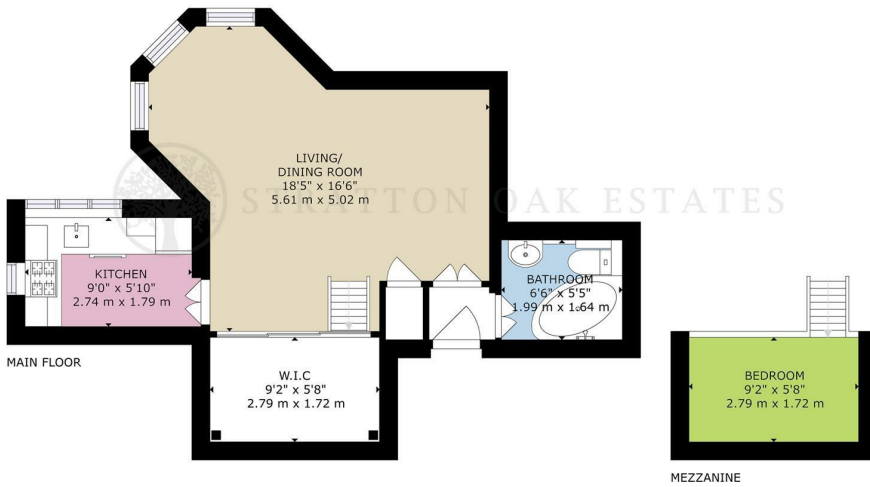 STRATTON OAK ESTATES
LIVING/
DINING ROOM
18'5" x 16'6"
5.61 m x 5.02 m
KITCHEN
9'0" x 5'10"
2.74 m x 1.79 m
BATHROOM
6'6" x 5'5"
1.99 m x 1.64 m
MAIN FLOOR
W.I.C
9'2" x 5'8"
2.79 m x 1.72 m
BEDROOM
9'2" x 5'8"
2.79 m x 1.72 m
MEZZANINE